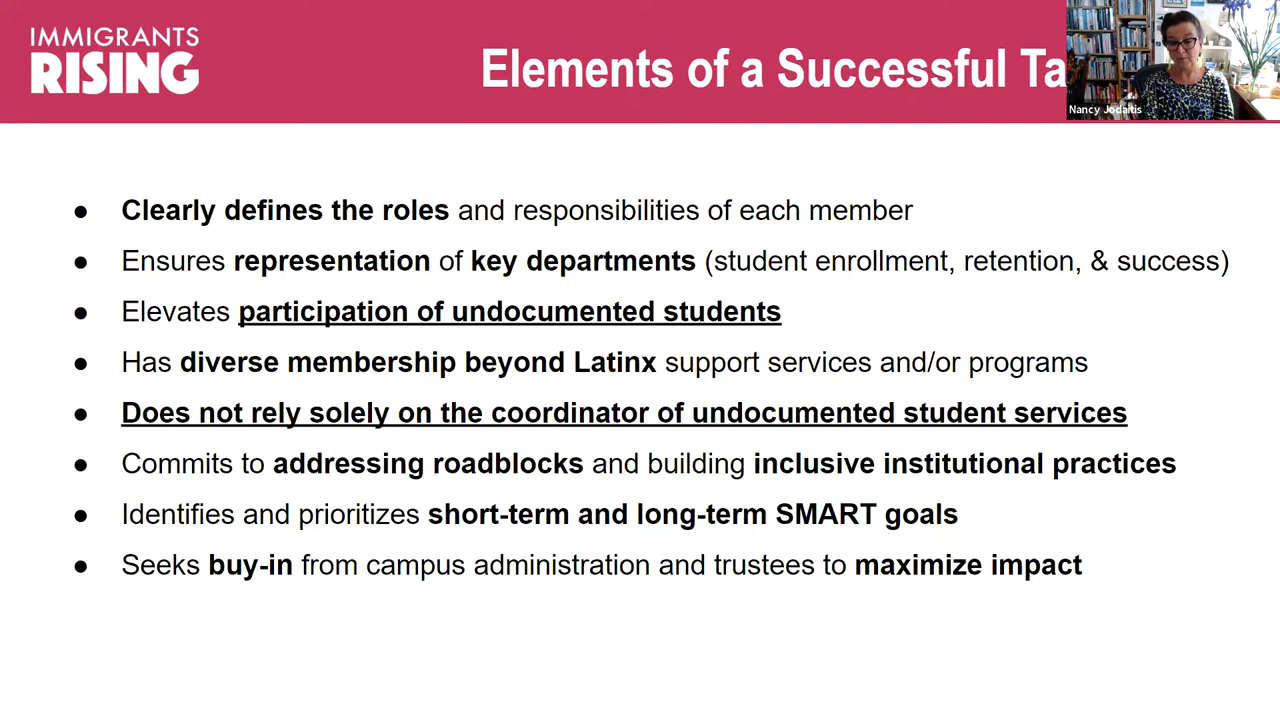 IMMIGRANTS
RISING
Elements of a Successful Ta
Nancy Jodaitis
● Clearly defines the roles and responsibilities of each member
● Ensures representation of key departments (student enrollment, retention, & success)
● Elevates participation of undocumented students
● Has diverse membership beyond Latinx support services and/or programs
● Does not rely solely on the coordinator of undocumented student services
● Commits to addressing roadblocks and building inclusive institutional practices
● Identifies and prioritizes short-term and long-term SMART goals
● Seeks buy-in from campus administration and trustees to maximize impact